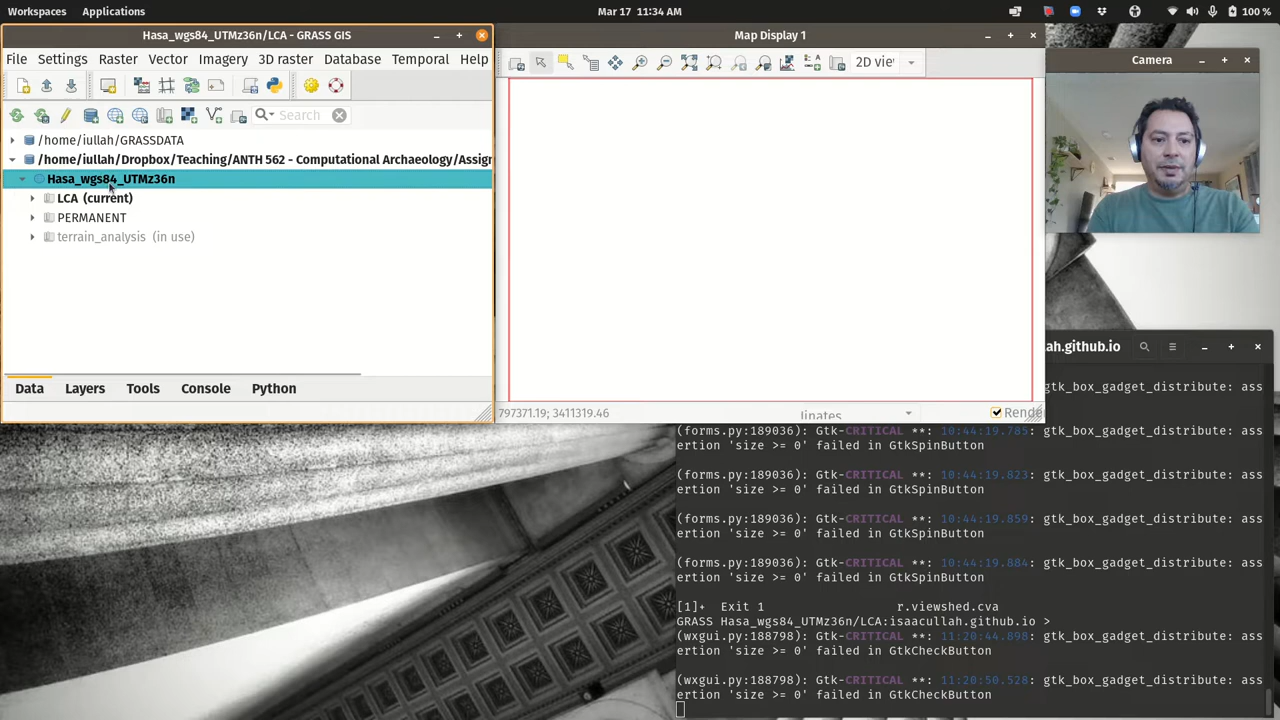 Workspaces Applications Mar 17 11:34 AM 100 %
Hasa_wgs84_UTMz36n/LCA - GRASS GIS
File Settings Raster Vector Imagery 3D raster Database Temporal Help
Search
/home/iullah/GRASSDATA
/home/iullah/Dropbox/Teaching/ANTH 562 - Computational Archaeology/Assign
Hasa_wgs84_UTMz36n
LCA (current)
PERMANENT
terrain_analysis (in use)
Data Layers Tools Console Python
Map Display 1
2D view
797371.19; 3411319.46
linates
Render
Camera
lah.github.io
gtk_box_gadget_distribute: ass
(forms.py:189036): Gtk-CRITICAL **: 10:44:19.785: gtk_box_gadget_distribute: ass
ertion 'size >= 0' failed in GtkSpinButton
(forms.py:189036): Gtk-CRITICAL **: 10:44:19.823: gtk_box_gadget_distribute: ass
ertion 'size >= 0' failed in GtkSpinButton
(forms.py:189036): Gtk-CRITICAL **: 10:44:19.859: gtk_box_gadget_distribute: ass
ertion 'size >= 0' failed in GtkSpinButton
(forms.py:189036): Gtk-CRITICAL **: 10:44:19.884: gtk_box_gadget_distribute: ass
ertion 'size >= 0' failed in GtkSpinButton
[1]+ Exit 1 r.viewshed.cva
GRASS Hasa_wgs84_UTMz36n/LCA:isaacullah.github.io >
(wxgui.py:188798): Gtk-CRITICAL **: 11:20:44.898: gtk_box_gadget_distribute: ass
ertion 'size >= 0' failed in GtkCheckButton
(wxgui.py:188798): Gtk-CRITICAL **: 11:20:50.528: gtk_box_gadget_distribute: ass
ertion 'size >= 0' failed in GtkCheckButton